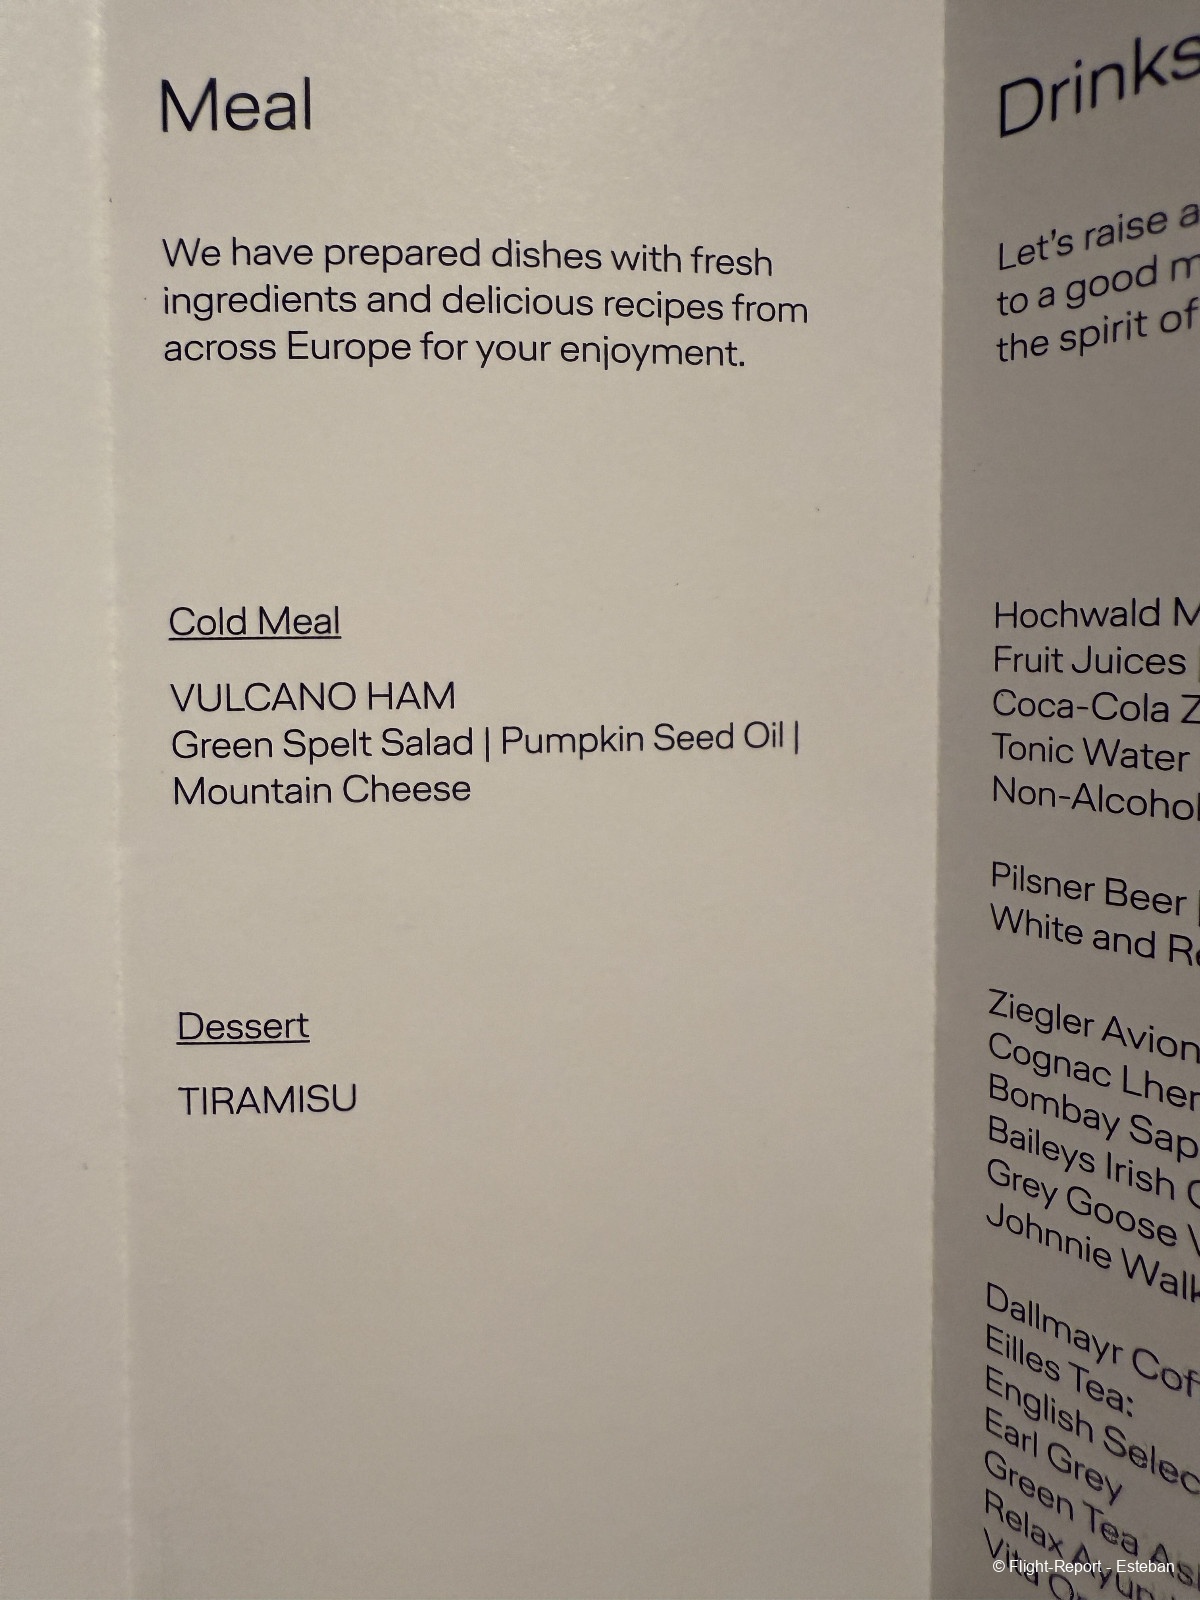 Meal
We have prepared dishes with fresh
ingredients and delicious recipes from
across Europe for your enjoyment.
Cold Meal
VULCANO HAM
Green Spelt Salad | Pumpkin Seed Oil |
Mountain Cheese
Dessert
TIRAMISU
Drinks
Let's raise a
to a good
the spirit of
Hochwald
Fruit Juices |
Coca-Cola
Tonic Water
Pilsner Beer |
White and
Ziegler
Cognac
Bombay
Baileys Irish
Grey Goose
Johnnie
Dallmayr
Eilles Tea:
English
Earl Grey
Green Tea
Relax
© Flight-Report - Esteban